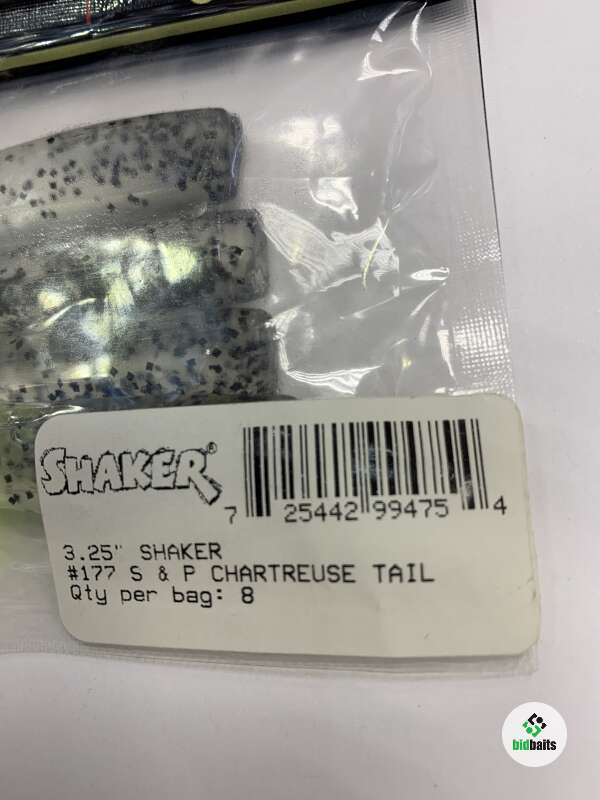 SHAKER®
7 25442 99475 4
3.25" SHAKER
#177 S & P CHARTREUSE TAIL
Qty per bag: 8
bidbaits